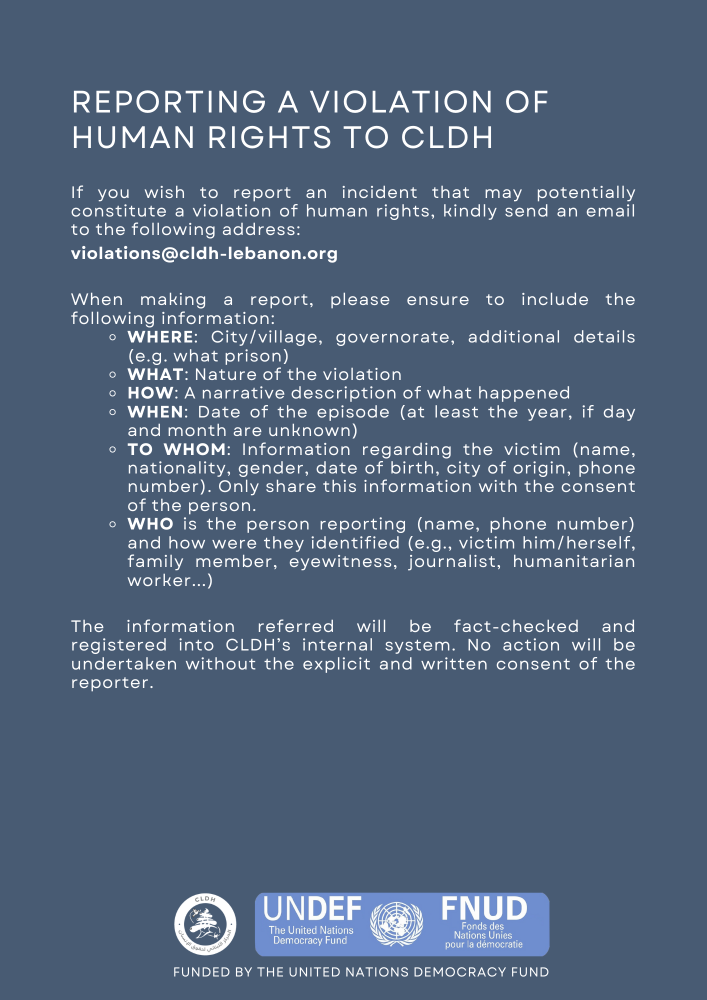 REPORTING A VIOLATION OF
HUMAN RIGHTS TO CLDH
If you wish to report an incident that may potentially
constitute a violation of human rights, kindly send an email
to the following address:
violations@cldh-lebanon.org
When making a report, please ensure to include the
following information:
WHERE: City/village, governorate, additional details
(e.g. what prison)
WHAT: Nature of the violation
HOW: A narrative description of what happened
WHEN: Date of the episode (at least the year, if day
and month are unknown)
TO WHOM: Information regarding the victim (name,
nationality, gender, date of birth, city of origin, phone
number). Only share this information with the consent
of the person.
WHO is the person reporting (name, phone number)
and how were they identified (e.g., victim him/herself,
family member, eyewitness, journalist, humanitarian
worker...)
The information referred will be fact-checked and
registered into CLDH’s internal system. No action will be
undertaken without the explicit and written consent of the
reporter.
CLDH
المركز اللبناني لحقوق الإنسان
UNDEF
The United Nations
Democracy Fund
FNUD
Fonds des
Nations Unies
pour la démocratie
FUNDED BY THE UNITED NATIONS DEMOCRACY FUND